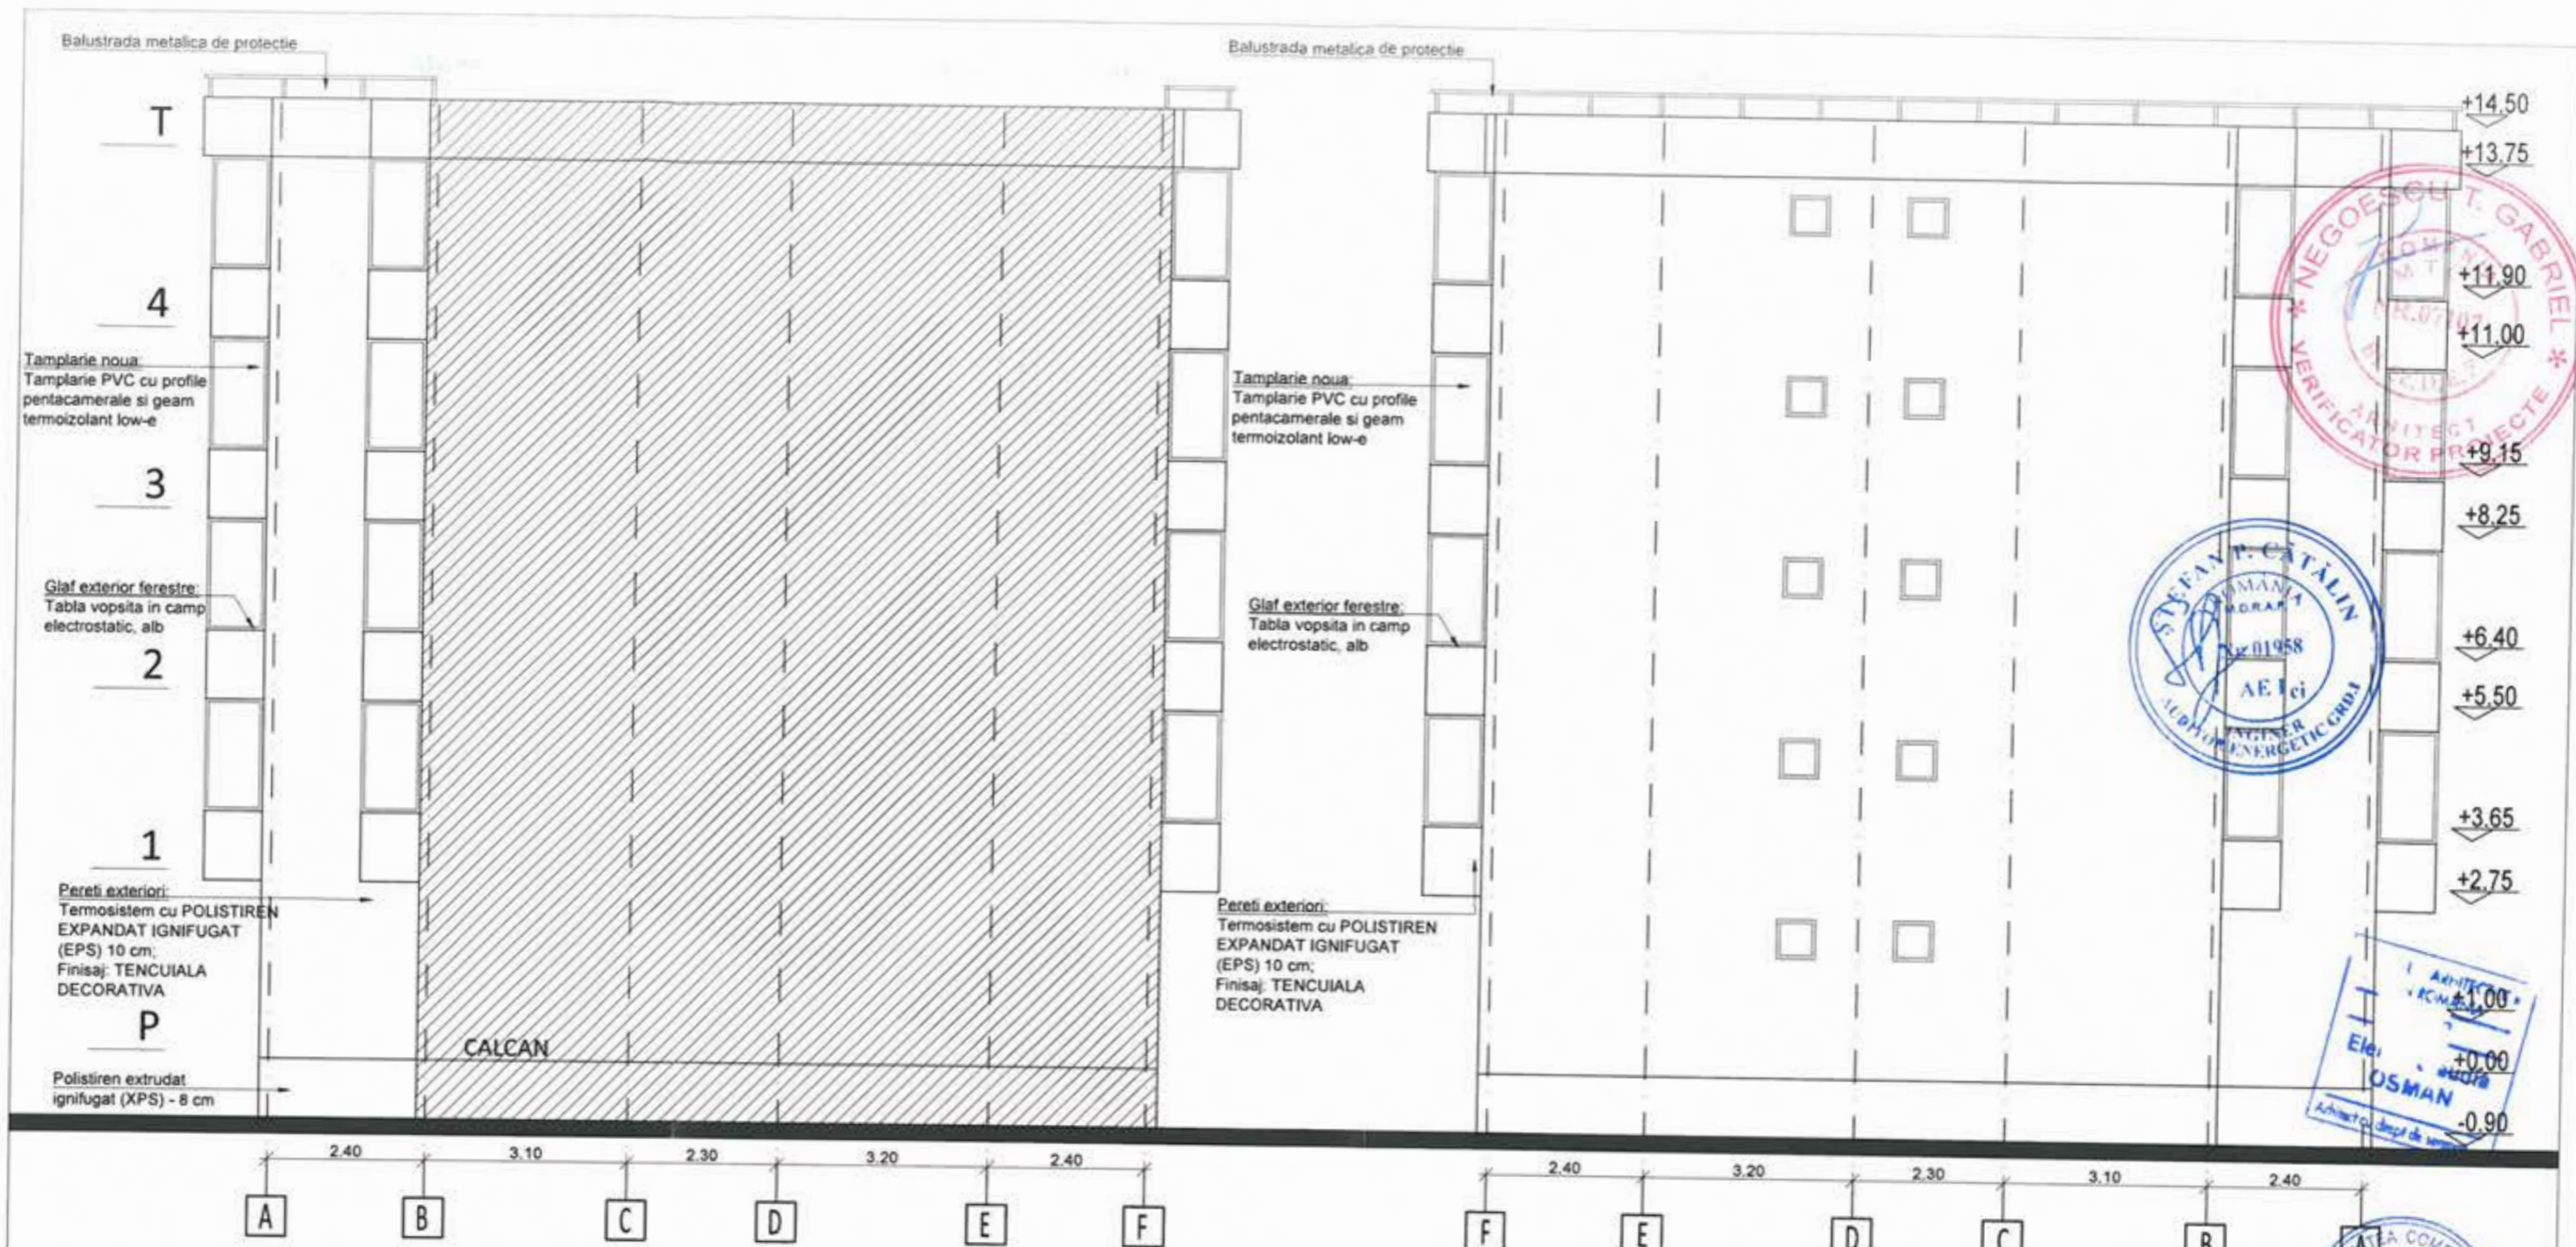 Balustrada metalica de protectie
T
4
Tamplarie noua:
Tamplarie PVC cu profile
pentacamerale si geam
termoizolant low-e
3
Glaf exterior ferestre:
Tabla vopsita in camp
electrostatic, alb
2
1
Pereti exteriori:
Termosistem cu POLISTIREN
EXPANDAT IGNIFUGAT
(EPS) 10 cm;
Finisaj: TENCUIALA
DECORATIVA
P
CALCAN
Polistiren extrudat
ignifugat (XPS) - 8 cm
2.40 3.10 2.30 3.20 2.40
A B C D E F
Balustrada metalica de protectie
Tamplarie noua:
Tamplarie PVC cu profile
pentacamerale si geam
termoizolant low-e
Glaf exterior ferestre:
Tabla vopsita in camp
electrostatic, alb
Pereti exteriori:
Termosistem cu POLISTIREN
EXPANDAT IGNIFUGAT
(EPS) 10 cm;
Finisaj: TENCUIALA
DECORATIVA
+14,50
+13,75
+11,90
+11,00
+9,15
+8,25
+6,40
+5,50
+3,65
+2,75
+1,00
+0,00
-0,90
2.40 3.20 2.30 3.10 2.40
F E D C B A
* NEGOESCU T. GABRIEL *
VERIFICATOR PROIECTE
ARHITECT
ŞTEFAN P. CĂTĂLIN
ROMÂNIA
M.D.R.A.P.
Nr. 01958
AE I ci
INGINER
AUDITOR ENERGETIC GRD.I
OSMAN